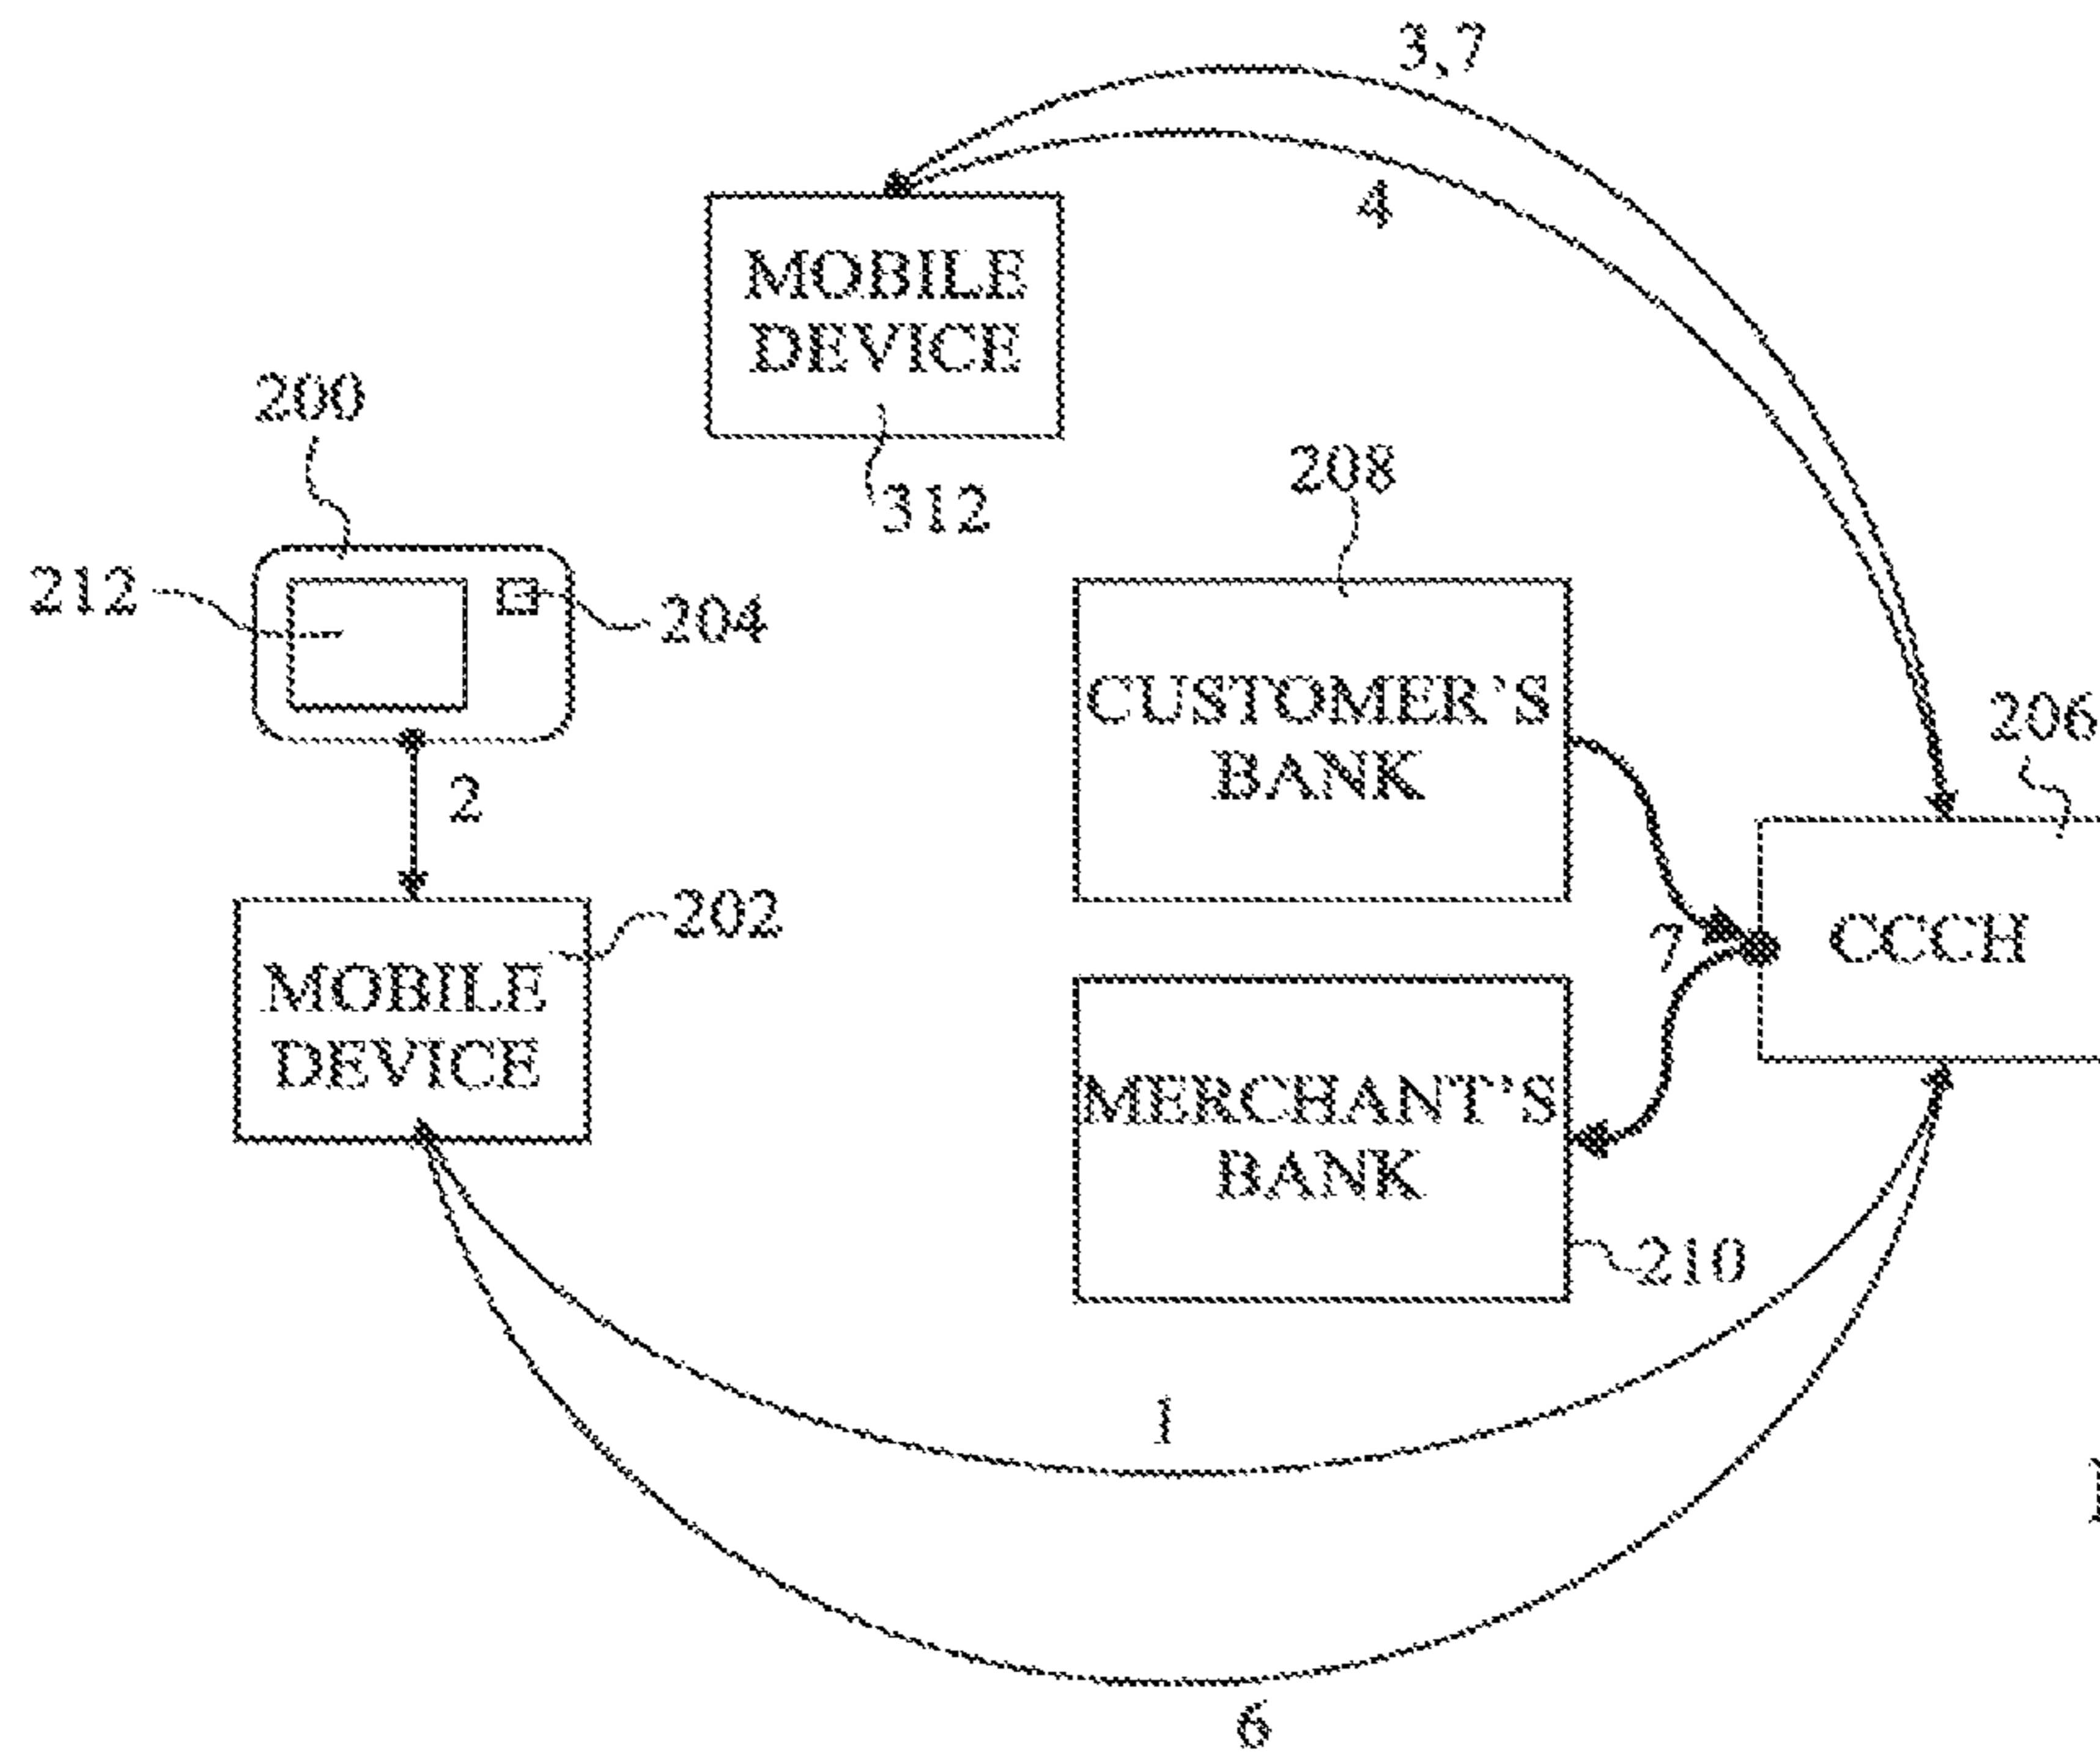 3,7
4
MOBILE
DEVICE
312
200
212
204
208
CUSTOMER'S
BANK
206
2
202
MOBILE
DEVICE
7
CCCH
MERCHANT'S
BANK
210
1
6